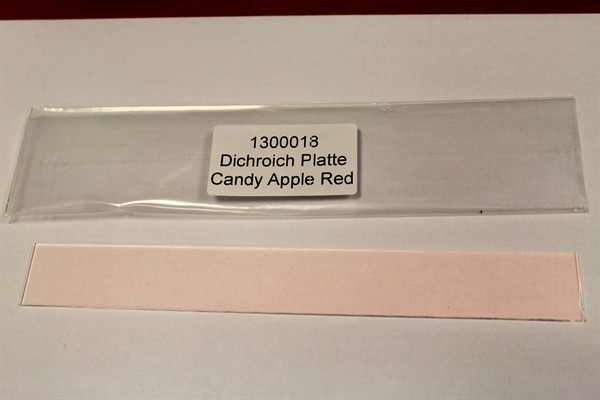 1300018
Dichroich Platte
Candy Apple Red